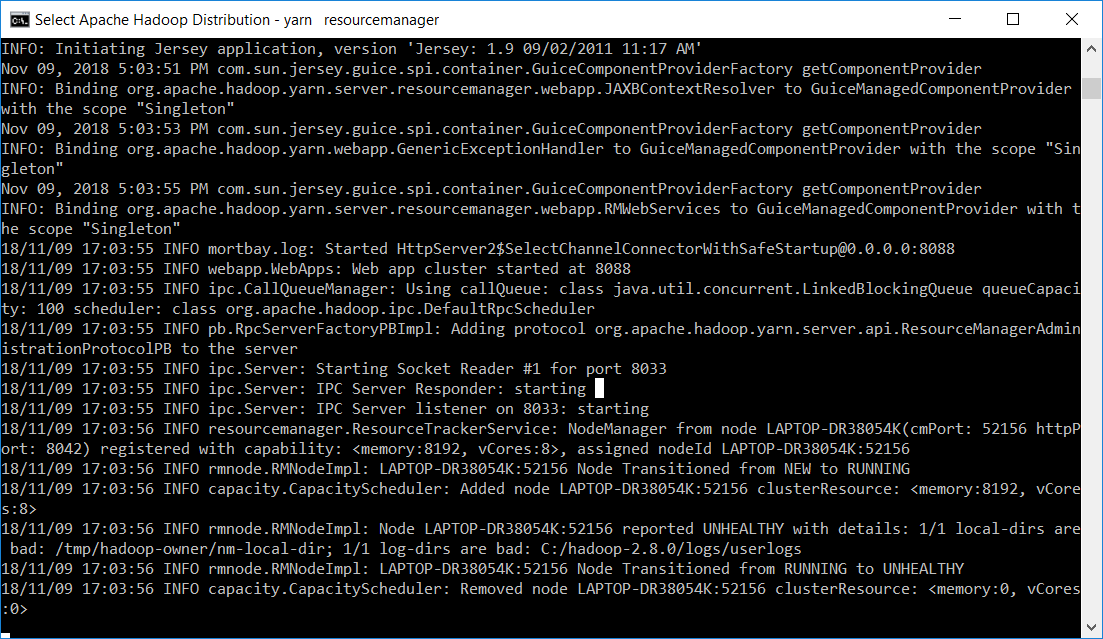 Select Apache Hadoop Distribution - yarn   resourcemanager
INFO: Initiating Jersey application, version 'Jersey: 1.9 09/02/2011 11:17 AM'
Nov 09, 2018 5:03:51 PM com.sun.jersey.guice.spi.container.GuiceComponentProviderFactory getComponentProvider
INFO: Binding org.apache.hadoop.yarn.server.resourcemanager.webapp.JAXBContextResolver to GuiceManagedComponentProvider
with the scope "Singleton"
Nov 09, 2018 5:03:53 PM com.sun.jersey.guice.spi.container.GuiceComponentProviderFactory getComponentProvider
INFO: Binding org.apache.hadoop.yarn.webapp.GenericExceptionHandler to GuiceManagedComponentProvider with the scope "Sin
gleton"
Nov 09, 2018 5:03:55 PM com.sun.jersey.guice.spi.container.GuiceComponentProviderFactory getComponentProvider
INFO: Binding org.apache.hadoop.yarn.server.resourcemanager.webapp.RMWebServices to GuiceManagedComponentProvider with t
he scope "Singleton"
18/11/09 17:03:55 INFO mortbay.log: Started HttpServer2$SelectChannelConnectorWithSafeStartup@0.0.0.0:8088
18/11/09 17:03:55 INFO webapp.WebApps: Web app cluster started at 8088
18/11/09 17:03:55 INFO ipc.CallQueueManager: Using callQueue: class java.util.concurrent.LinkedBlockingQueue queueCapaci
ty: 100 scheduler: class org.apache.hadoop.ipc.DefaultRpcScheduler
18/11/09 17:03:55 INFO pb.RpcServerFactoryPBImpl: Adding protocol org.apache.hadoop.yarn.server.api.ResourceManagerAdmin
istrationProtocolPB to the server
18/11/09 17:03:55 INFO ipc.Server: Starting Socket Reader #1 for port 8033
18/11/09 17:03:55 INFO ipc.Server: IPC Server Responder: starting
18/11/09 17:03:55 INFO ipc.Server: IPC Server listener on 8033: starting
18/11/09 17:03:56 INFO resourcemanager.ResourceTrackerService: NodeManager from node LAPTOP-DR38054K(cmPort: 52156 httpP
ort: 8042) registered with capability: <memory:8192, vCores:8>, assigned nodeId LAPTOP-DR38054K:52156
18/11/09 17:03:56 INFO rmnode.RMNodeImpl: LAPTOP-DR38054K:52156 Node Transitioned from NEW to RUNNING
18/11/09 17:03:56 INFO capacity.CapacityScheduler: Added node LAPTOP-DR38054K:52156 clusterResource: <memory:8192, vCore
s:8>
18/11/09 17:03:56 INFO rmnode.RMNodeImpl: Node LAPTOP-DR38054K:52156 reported UNHEALTHY with details: 1/1 local-dirs are
 bad: /tmp/hadoop-owner/nm-local-dir; 1/1 log-dirs are bad: C:/hadoop-2.8.0/logs/userlogs
18/11/09 17:03:56 INFO rmnode.RMNodeImpl: LAPTOP-DR38054K:52156 Node Transitioned from RUNNING to UNHEALTHY
18/11/09 17:03:56 INFO capacity.CapacityScheduler: Removed node LAPTOP-DR38054K:52156 clusterResource: <memory:0, vCores
:0>